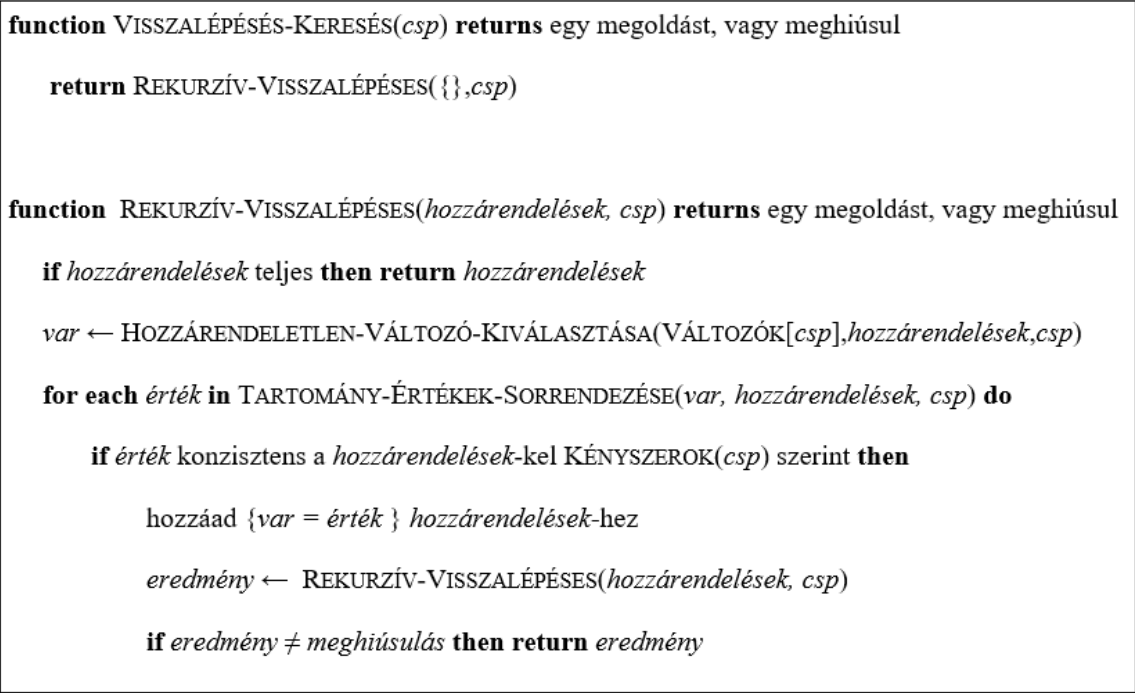 function VISSZALÉPÉSÉS-KERESÉS(csp) returns egy megoldást, vagy meghiúsul
return REKURZÍV-VISSZALÉPÉSES({},csp)
function REKURZÍV-VISSZALÉPÉSES(hozzárendelések, csp) returns egy megoldást, vagy meghiúsul
if hozzárendelések teljes then return hozzárendelések
var ← HOZZÁRENDELETLEN-VÁLTOZÓ-KIVÁLASZTÁSA(VÁLTOZÓK[csp],hozzárendelések,csp)
for each érték in TARTOMÁNY-ÉRTÉKEK-SORRENDEZÉSE(var, hozzárendelések, csp) do
if érték konzisztens a hozzárendelések-kel KÉNYSZEROK(csp) szerint then
hozzáad {var = érték } hozzárendelések-hez
eredmény ← REKURZÍV-VISSZALÉPÉSES(hozzárendelések, csp)
if eredmény ≠ meghiúsulás then return eredmény